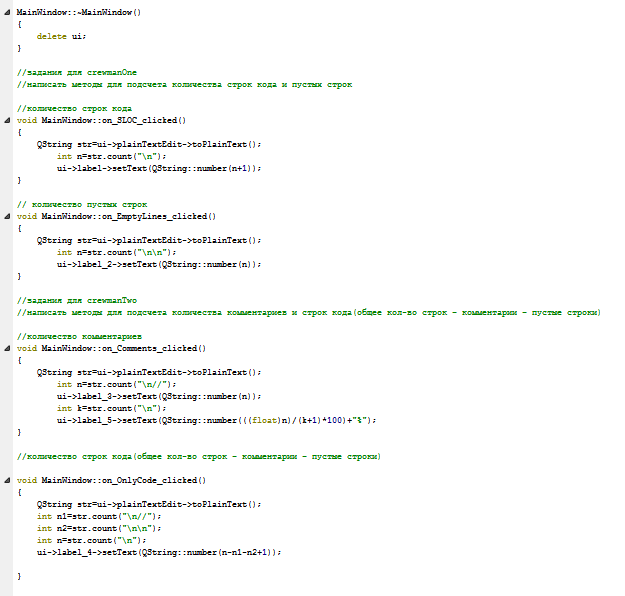 MainWindow::~MainWindow()
{
    delete ui;
}
//задания для crewmanOne
//написать методы для подсчета количества строк кода и пустых строк
//количество строк кода
void MainWindow::on_SLOC_clicked()
{
    QString str=ui->plainTextEdit->toPlainText();
        int n=str.count("\n");
        ui->label->setText(QString::number(n+1));
}
// количество пустых строк
void MainWindow::on_EmptyLines_clicked()
{
    QString str=ui->plainTextEdit->toPlainText();
        int n=str.count("\n\n");
        ui->label_2->setText(QString::number(n));
}
//задания для crewmanTwo
//написать методы для подсчета количества комментариев и строк кода(общее кол-во строк - комментарии - пустые строки)
//количество комментариев
void MainWindow::on_Comments_clicked()
{
    QString str=ui->plainTextEdit->toPlainText();
        int n=str.count("\n//");
        ui->label_3->setText(QString::number(n));
        int k=str.count("\n");
        ui->label_5->setText(QString::number(((float)n)/(k+1)*100)+"%");
}
//количество строк кода(общее кол-во строк - комментарии - пустые строки)
void MainWindow::on_OnlyCode_clicked()
{
    QString str=ui->plainTextEdit->toPlainText();
    int n1=str.count("\n//");
    int n2=str.count("\n\n");
    int n=str.count("\n");
    ui->label_4->setText(QString::number(n-n1-n2+1));
}